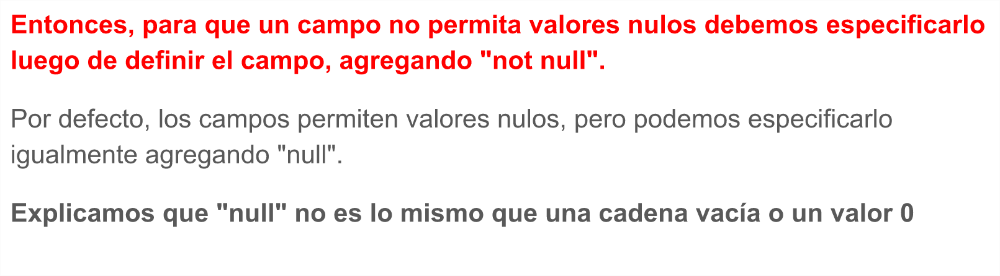 Entonces, para que un campo no permita valores nulos debemos especificarlo
luego de definir el campo, agregando "not null".
Por defecto, los campos permiten valores nulos, pero podemos especificarlo
igualmente agregando "null".
Explicamos que "null" no es lo mismo que una cadena vacía o un valor 0